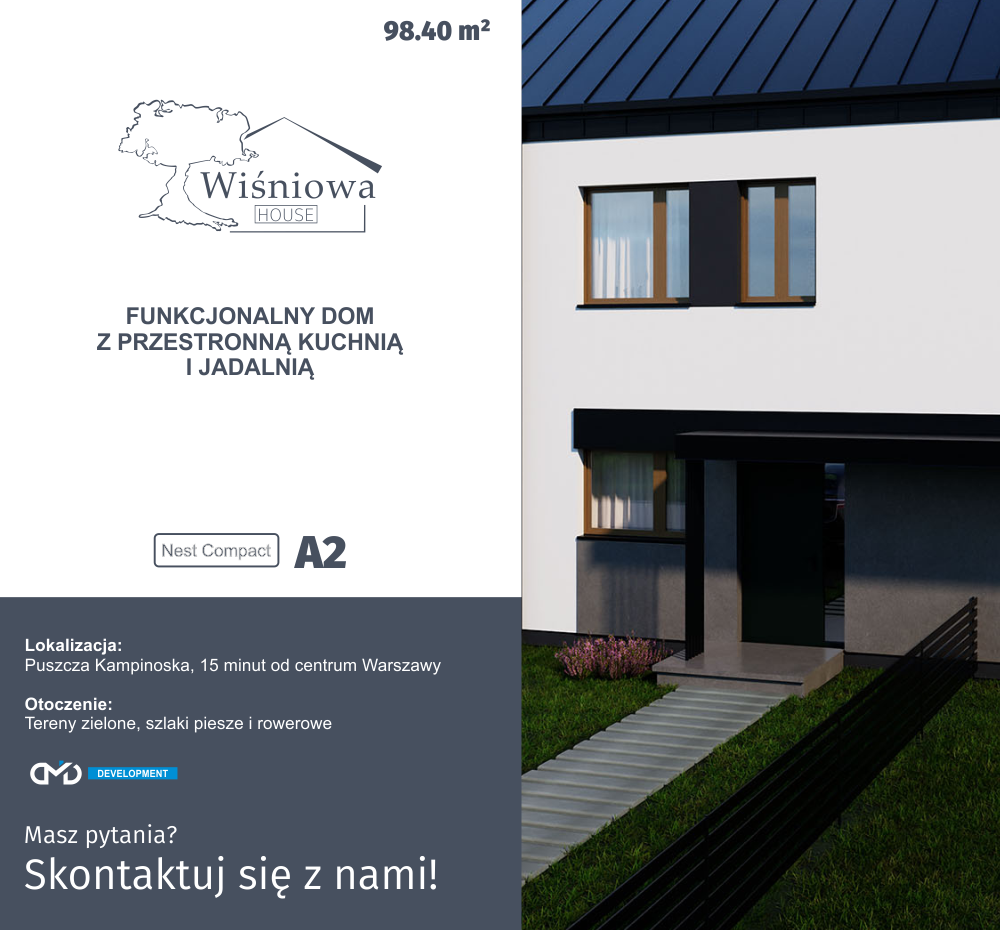 98.40 m²
Wiśniowa
HOUSE
FUNKCJONALNY DOM
Z PRZESTRONNĄ KUCHNIĄ
I JADALNIĄ
Nest Compact A2
Lokalizacja:
Puszcza Kampinoska, 15 minut od centrum Warszawy
Otoczenie:
Tereny zielone, szlaki piesze i rowerowe
DMD DEVELOPMENT
Masz pytania?
Skontaktuj się z nami!